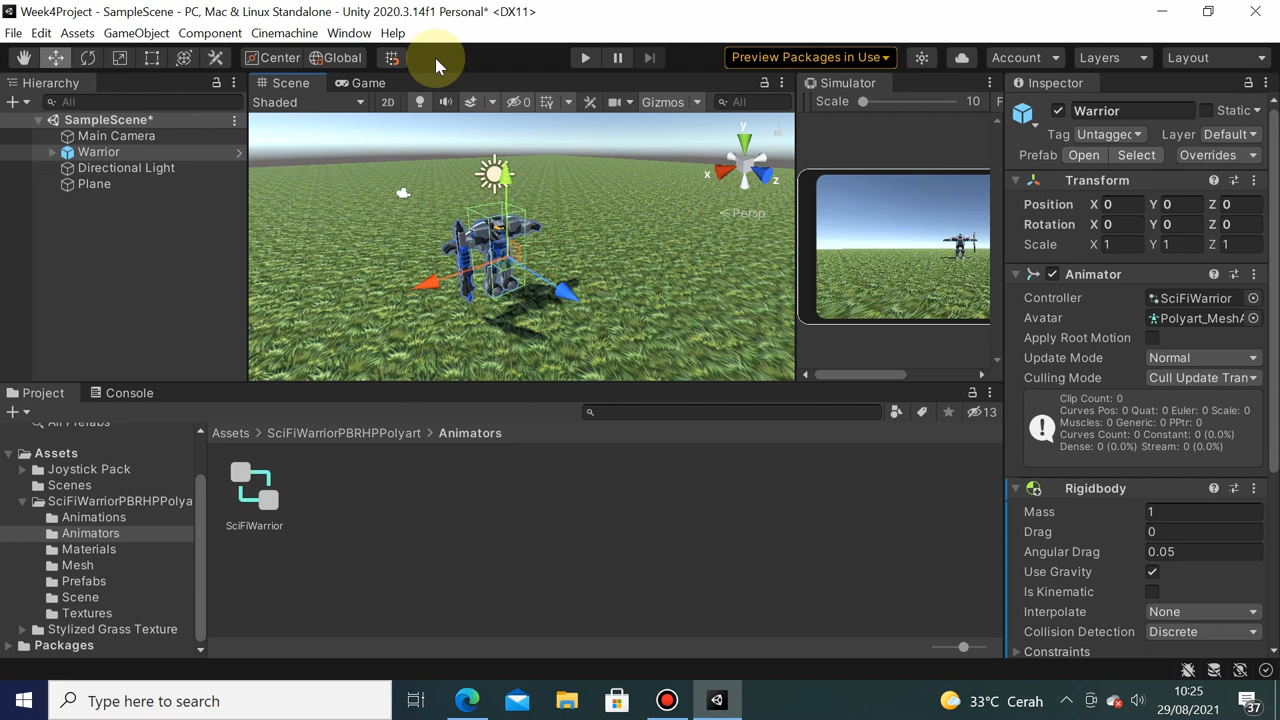 Week4Project - SampleScene - PC, Mac & Linux Standalone - Unity 2020.3.14f1 Personal* <DX11>
File Edit Assets GameObject Component Cinemachine Window Help
Center Global Preview Packages in Use Account Layers Layout
Hierarchy
All
SampleScene*
Main Camera
Warrior
Directional Light
Plane
Scene Game
Shaded 2D 0 Gizmos All
y
x
z
Persp
Simulator
Scale 10 F
Inspector
Warrior Static
Tag Untagged Layer Default
Prefab Open Select Overrides
Transform
Position X 0 Y 0 Z 0
Rotation X 0 Y 0 Z 0
Scale X 1 Y 1 Z 1
Animator
Controller SciFiWarrior
Avatar Polyart_MeshA
Apply Root Motion
Update Mode Normal
Culling Mode Cull Update Tran
Clip Count: 0
Curves Pos: 0 Quat: 0 Euler: 0 Scale: 0
Muscles: 0 Generic: 0 PPtr: 0
Curves Count: 0 Constant: 0 (0.0%)
Dense: 0 (0.0%) Stream: 0 (0.0%)
Rigidbody
Mass 1
Drag 0
Angular Drag 0.05
Use Gravity
Is Kinematic
Interpolate None
Collision Detection Discrete
Constraints
Project Console
13
All Prefabs
Assets
Joystick Pack
Scenes
SciFiWarriorPBRHPPolya
Animations
Animators
Materials
Mesh
Prefabs
Scene
Textures
Stylized Grass Texture
Packages
Assets > SciFiWarriorPBRHPPolyart > Animators
SciFiWarrior
Type here to search
33°C Cerah
10:25
29/08/2021
37